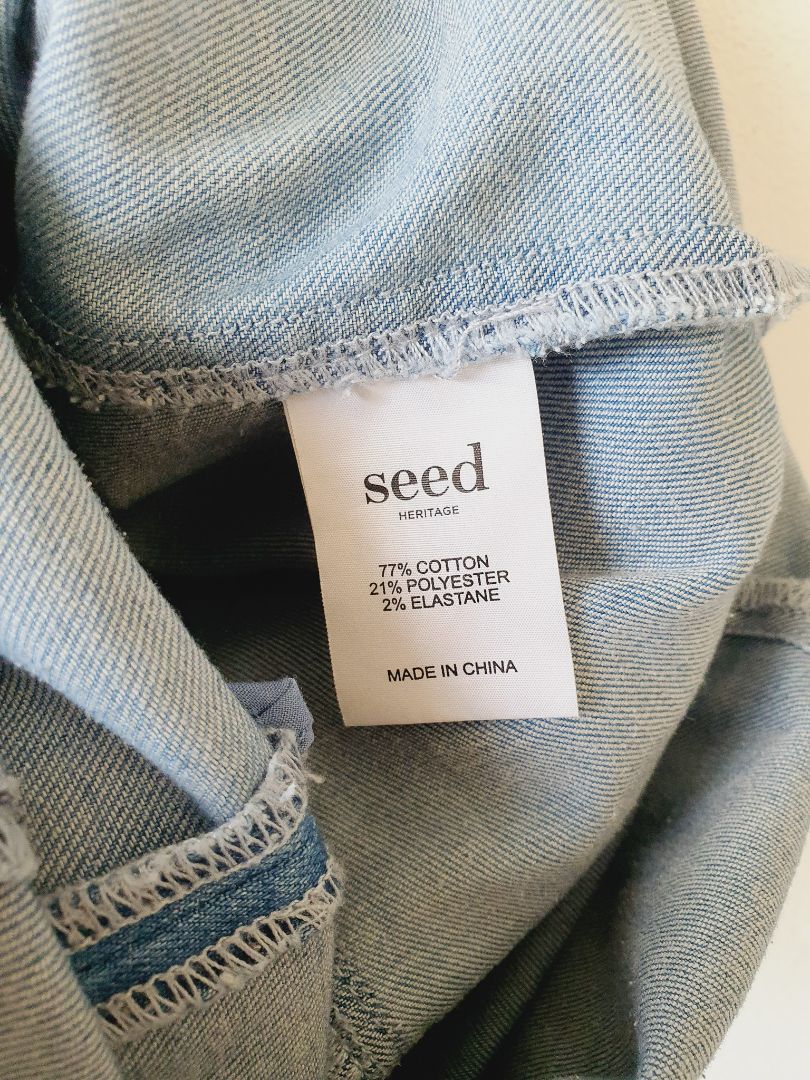 seed
HERITAGE
77% COTTON
21% POLYESTER
2% ELASTANE
MADE IN CHINA